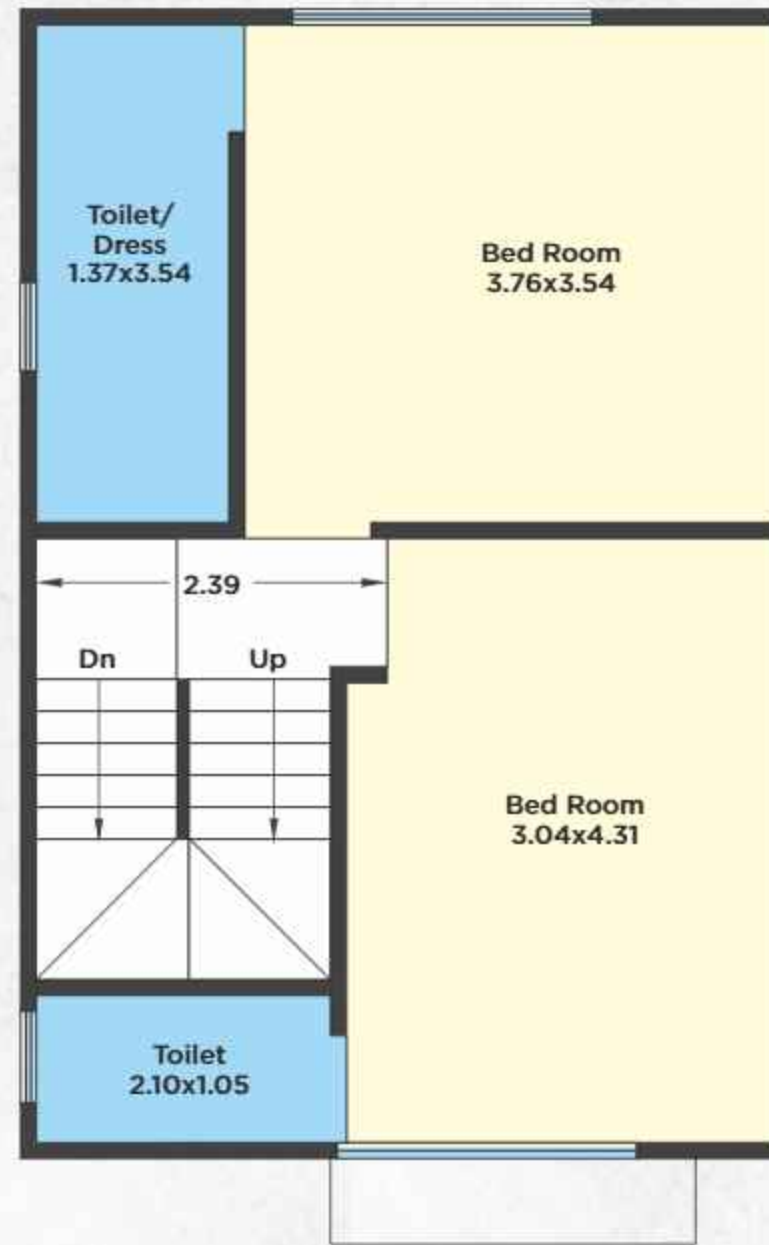 Toilet/
Dress
1.37x3.54
Bed Room
3.76x3.54
2.39
Dn
Up
Bed Room
3.04x4.31
Toilet
2.10x1.05